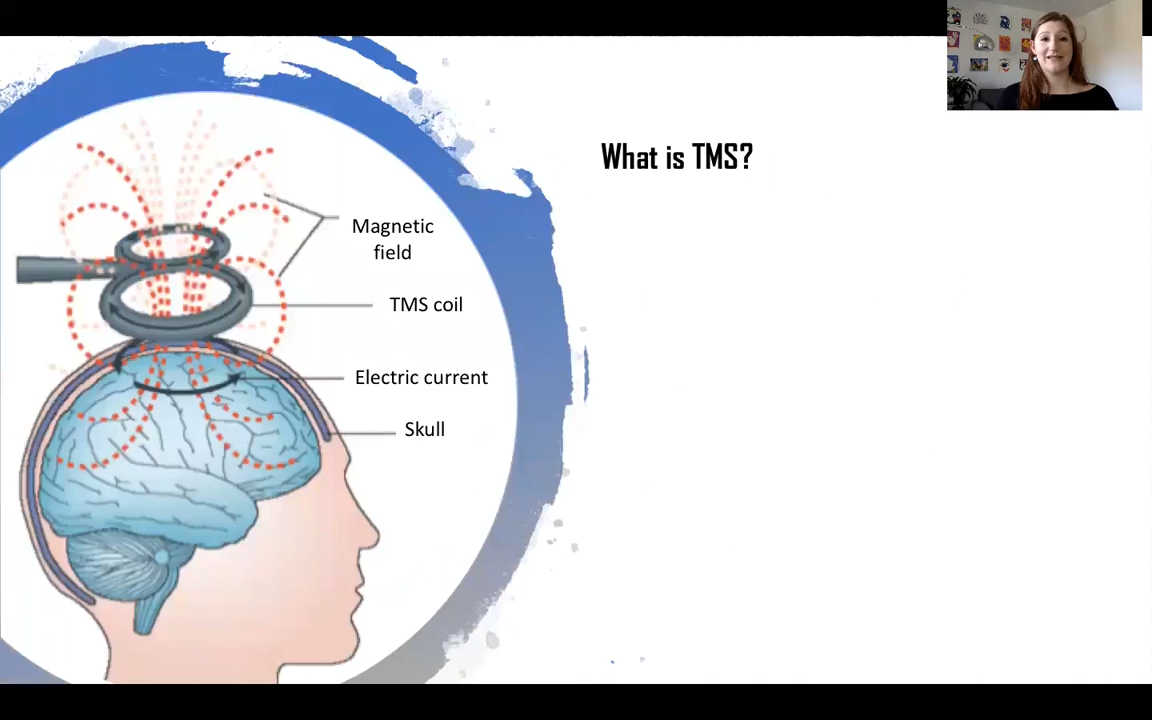 What is TMS?
Magnetic
field
TMS coil
Electric current
Skull